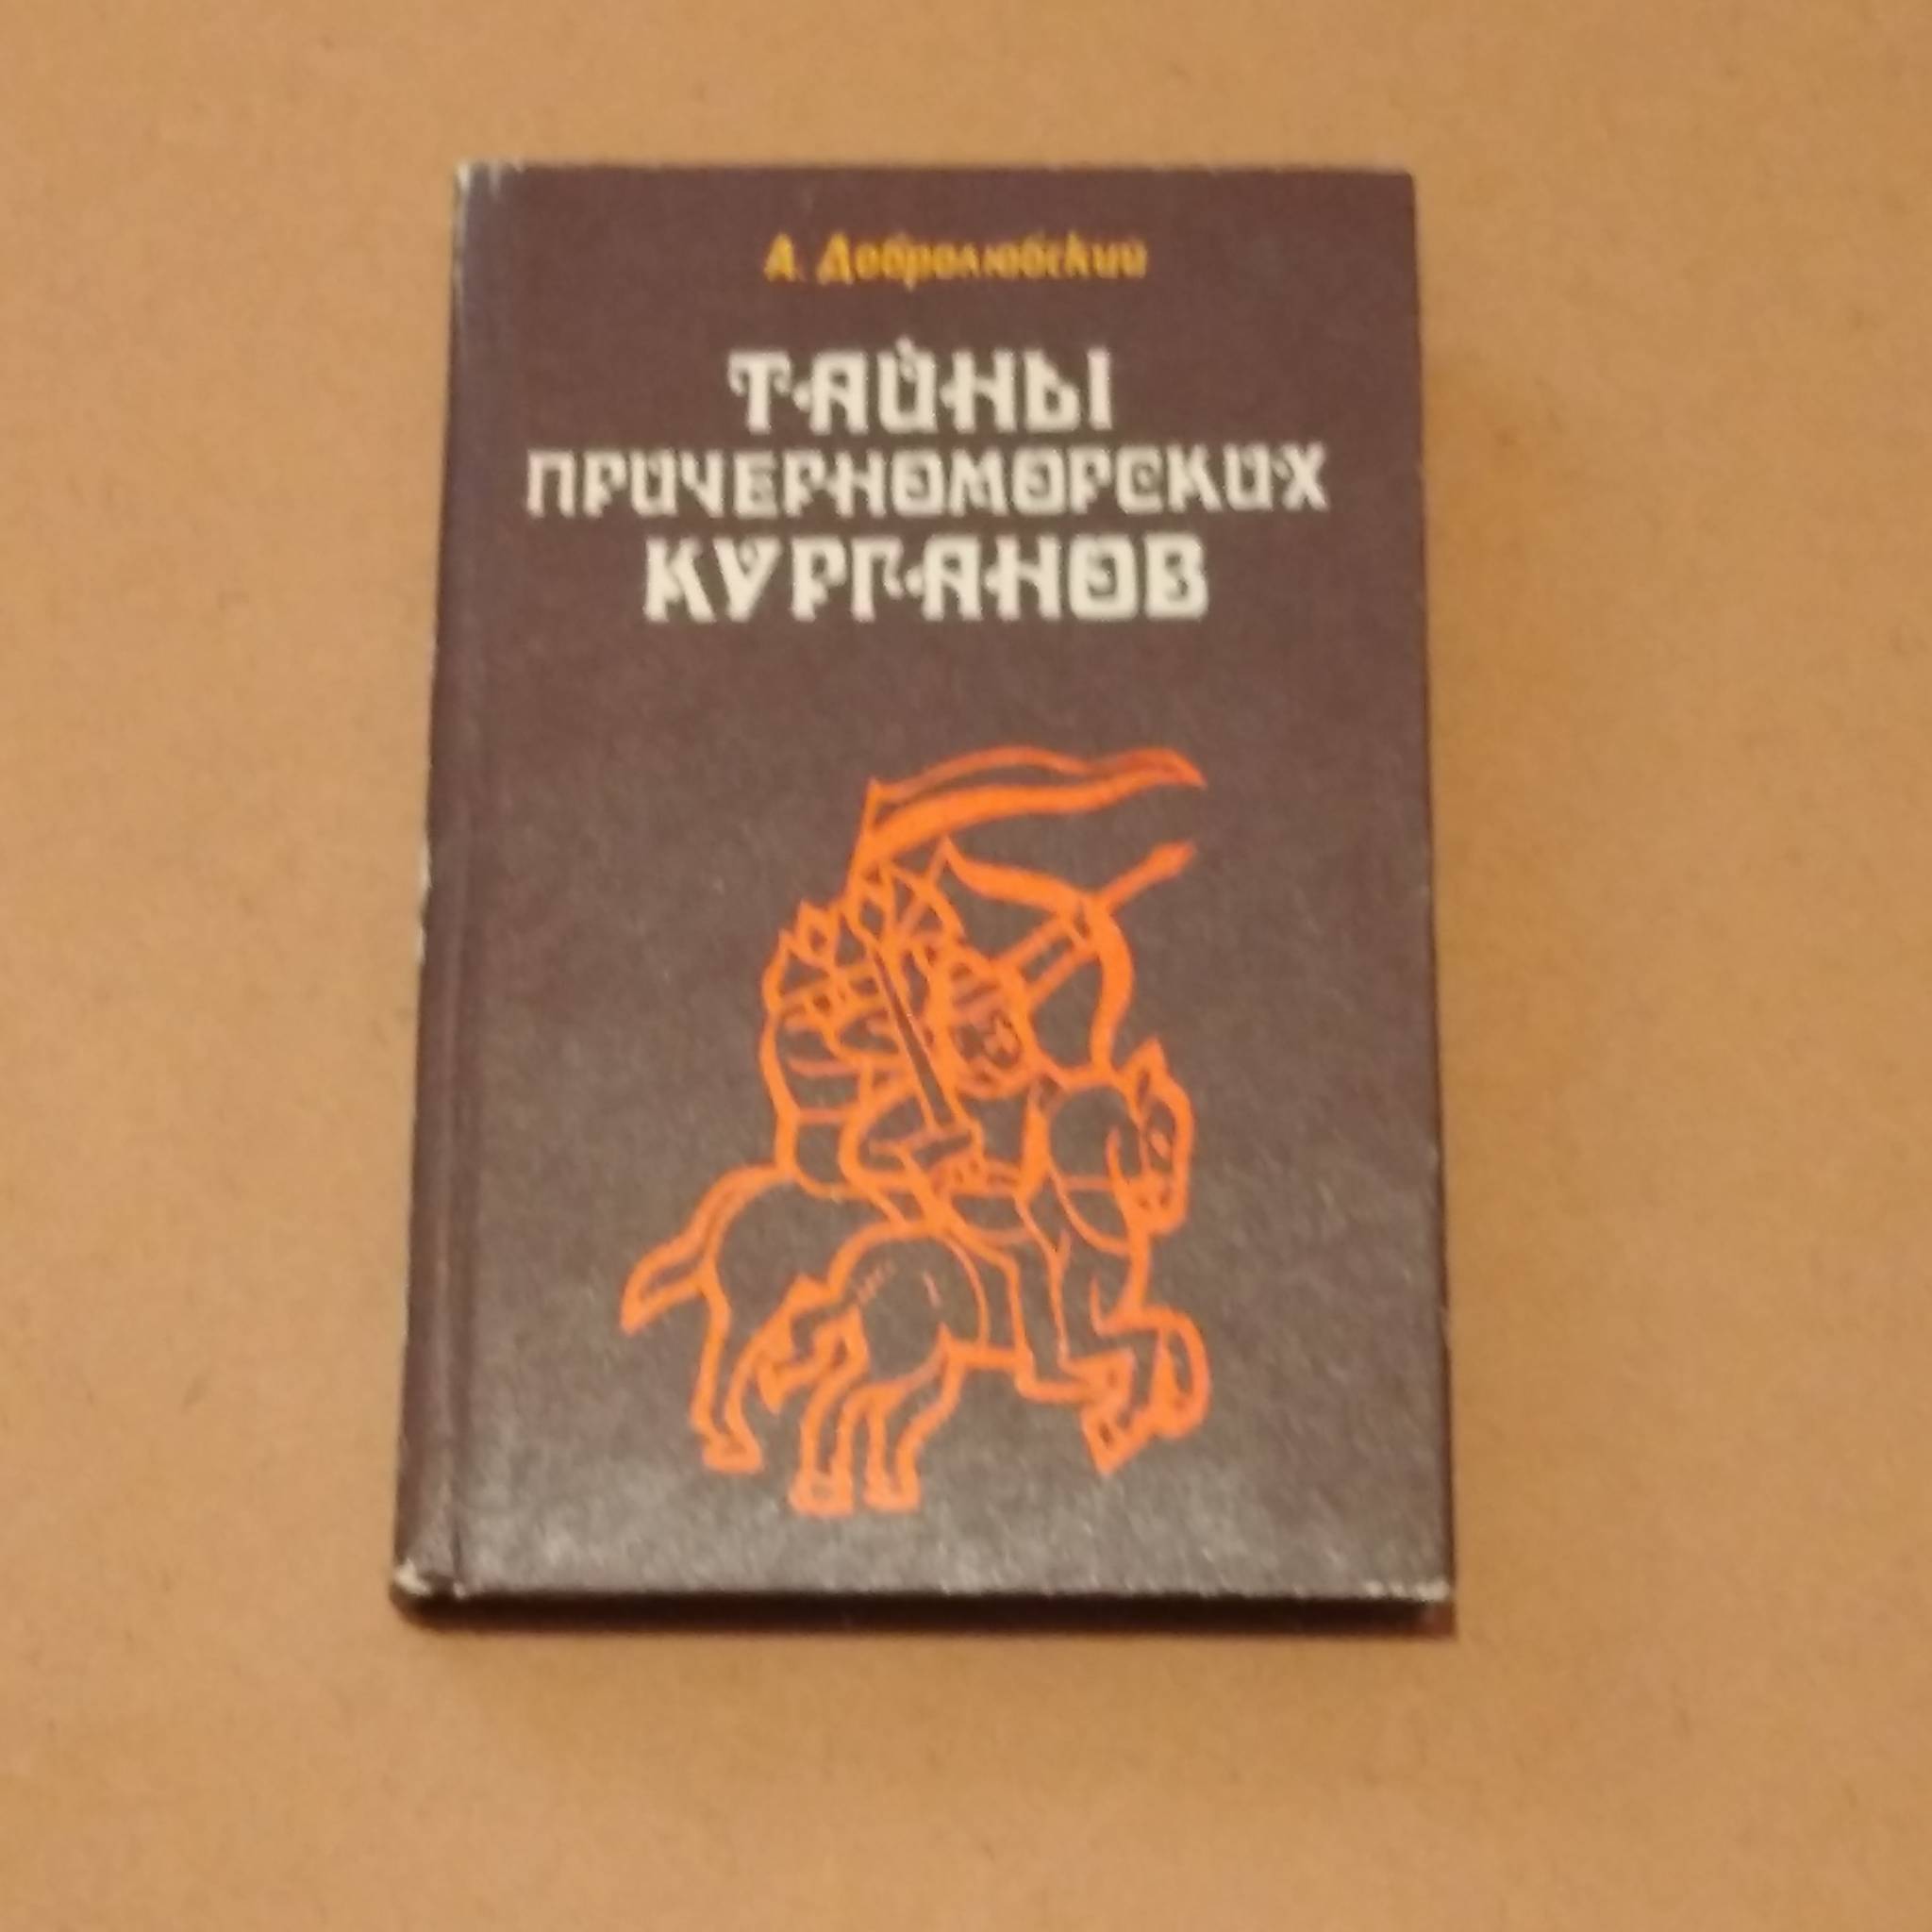 А. Добролюбский
ТАЙНЫ
ПРИЧЕРНОМОРСКИХ
КУРГАНОВ